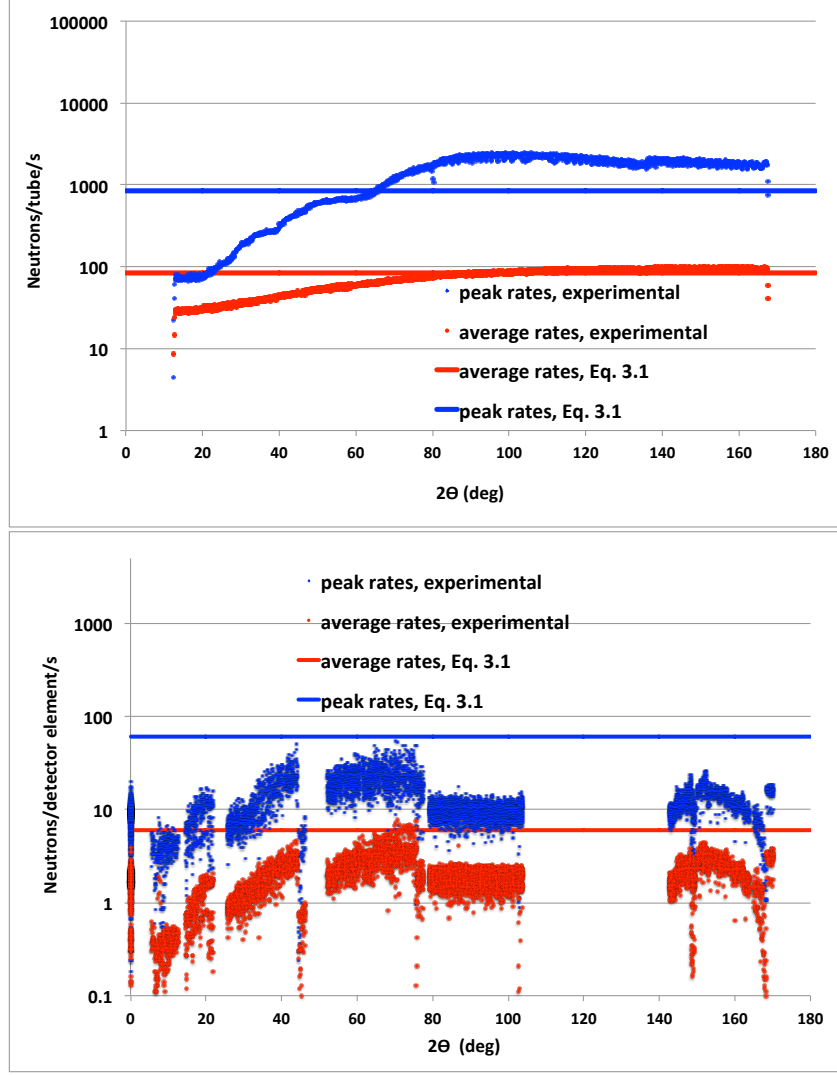 100000
10000
1000
100
10
1
Neutrons/tube/s
peak rates, experimental
average rates, experimental
average rates, Eq. 3.1
peak rates, Eq. 3.1
0 20 40 60 80 100 120 140 160 180
2ϴ (deg)
peak rates, experimental
average rates, experimental
average rates, Eq. 3.1
peak rates, Eq. 3.1
1000
100
10
1
0.1
Neutrons/detector element/s
0 20 40 60 80 100 120 140 160 180
2ϴ (deg)